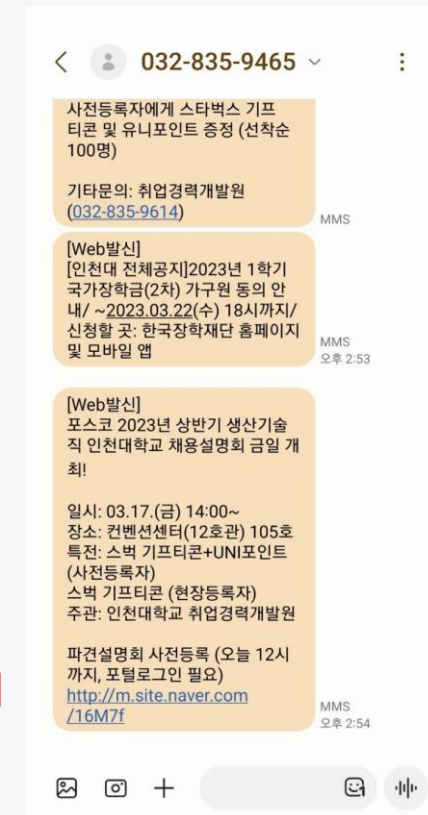 032-835-9465
사전등록자에게 스타벅스 기프
티콘 및 유니포인트 증정 (선착순
100명)
기타문의: 취업경력개발원
(032-835-9614)
MMS
[Web발신]
[인천대 전체공지]2023년 1학기
국가장학금(2차) 가구원 동의 안
내/ ~2023.03.22(수) 18시까지/
신청할 곳: 한국장학재단 홈페이지
및 모바일 앱
MMS
오후 2:53
[Web발신]
포스코 2023년 상반기 생산기술
직 인천대학교 채용설명회 금일 개
최!
일시: 03.17.(금) 14:00~
장소: 컨벤션센터(12호관) 105호
특전: 스벅 기프티콘+UNI포인트
(사전등록자)
스벅 기프티콘 (현장등록자)
주관: 인천대학교 취업경력개발원
파견설명회 사전등록 (오늘 12시
까지, 포털로그인 필요)
http://m.site.naver.com
/16M7f
MMS
오후 2:54